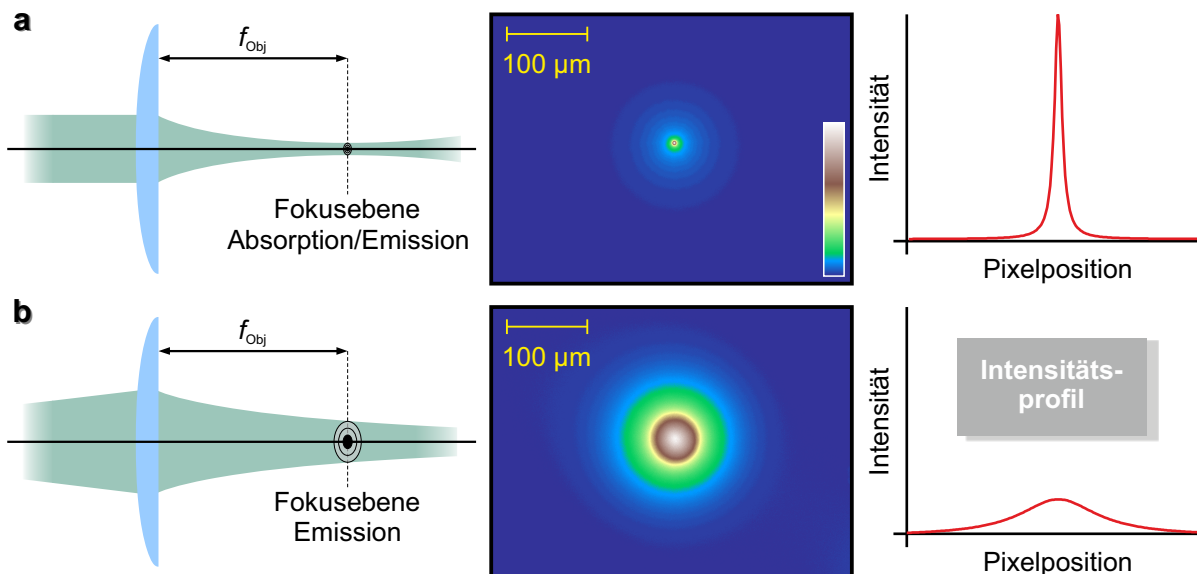 a
f Obj
Fokusebene
Absorption/Emission
100 µm
Intensität
Pixelposition
b
f Obj
Fokusebene
Emission
100 µm
Intensität
Intensitäts-
profil
Pixelposition